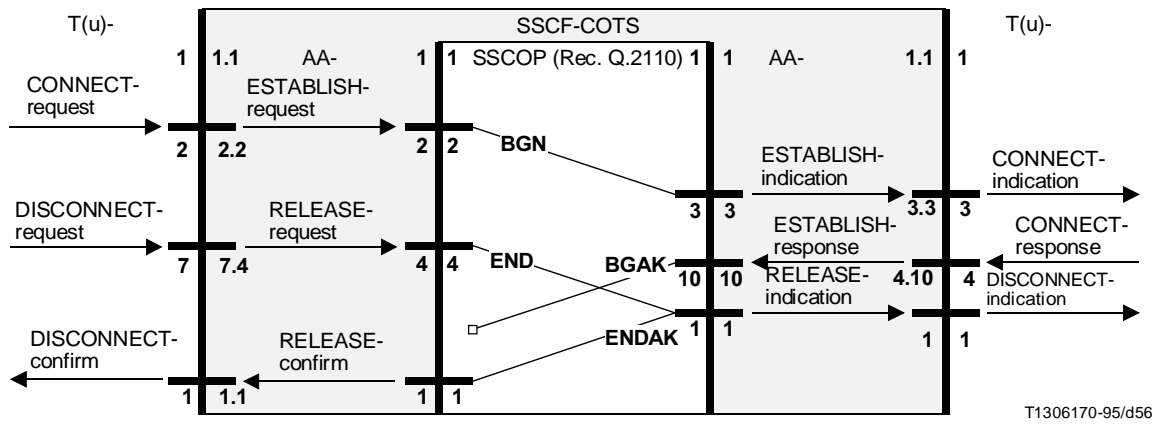 T(u)- SSCF-COTS T(u)-
1 1.1 AA- 1 1 SSCOP (Rec. Q.2110) 1 1 AA- 1.1 1
CONNECT-
request
ESTABLISH-
request
2 2.2 2 2 BGN
ESTABLISH-
indication
CONNECT-
indication
3 3 3.3 3
DISCONNECT-
request
RELEASE-
request
7 7.4 4 4 END
ESTABLISH-
response
CONNECT-
response
BGAK 10 10 4.10 4
RELEASE-
indication
DISCONNECT-
indication
ENDAK 1 1 1 1
DISCONNECT-
confirm
RELEASE-
confirm
1 1.1 1 1
T1306170-95/d56